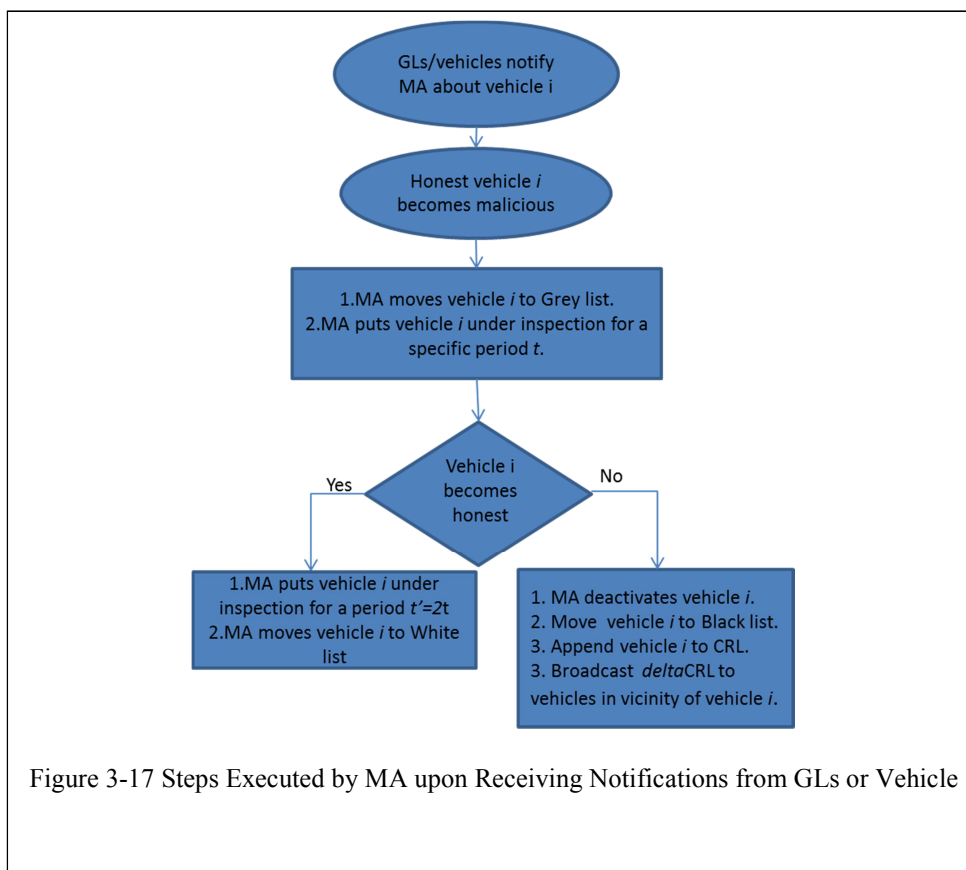 GLs/vehicles notify
MA about vehicle i
Honest vehicle i
becomes malicious
1.MA moves vehicle i to Grey list.
2.MA puts vehicle i under inspection for a
specific period t.
Vehicle i
becomes
honest
Yes
No
1.MA puts vehicle i under
inspection for a period t'=2t
2.MA moves vehicle i to White
list
1. MA deactivates vehicle i.
2. Move vehicle i to Black list.
3. Append vehicle i to CRL.
3. Broadcast deltaCRL to
vehicles in vicinity of vehicle i.
Figure 3-17 Steps Executed by MA upon Receiving Notifications from GLs or Vehicle